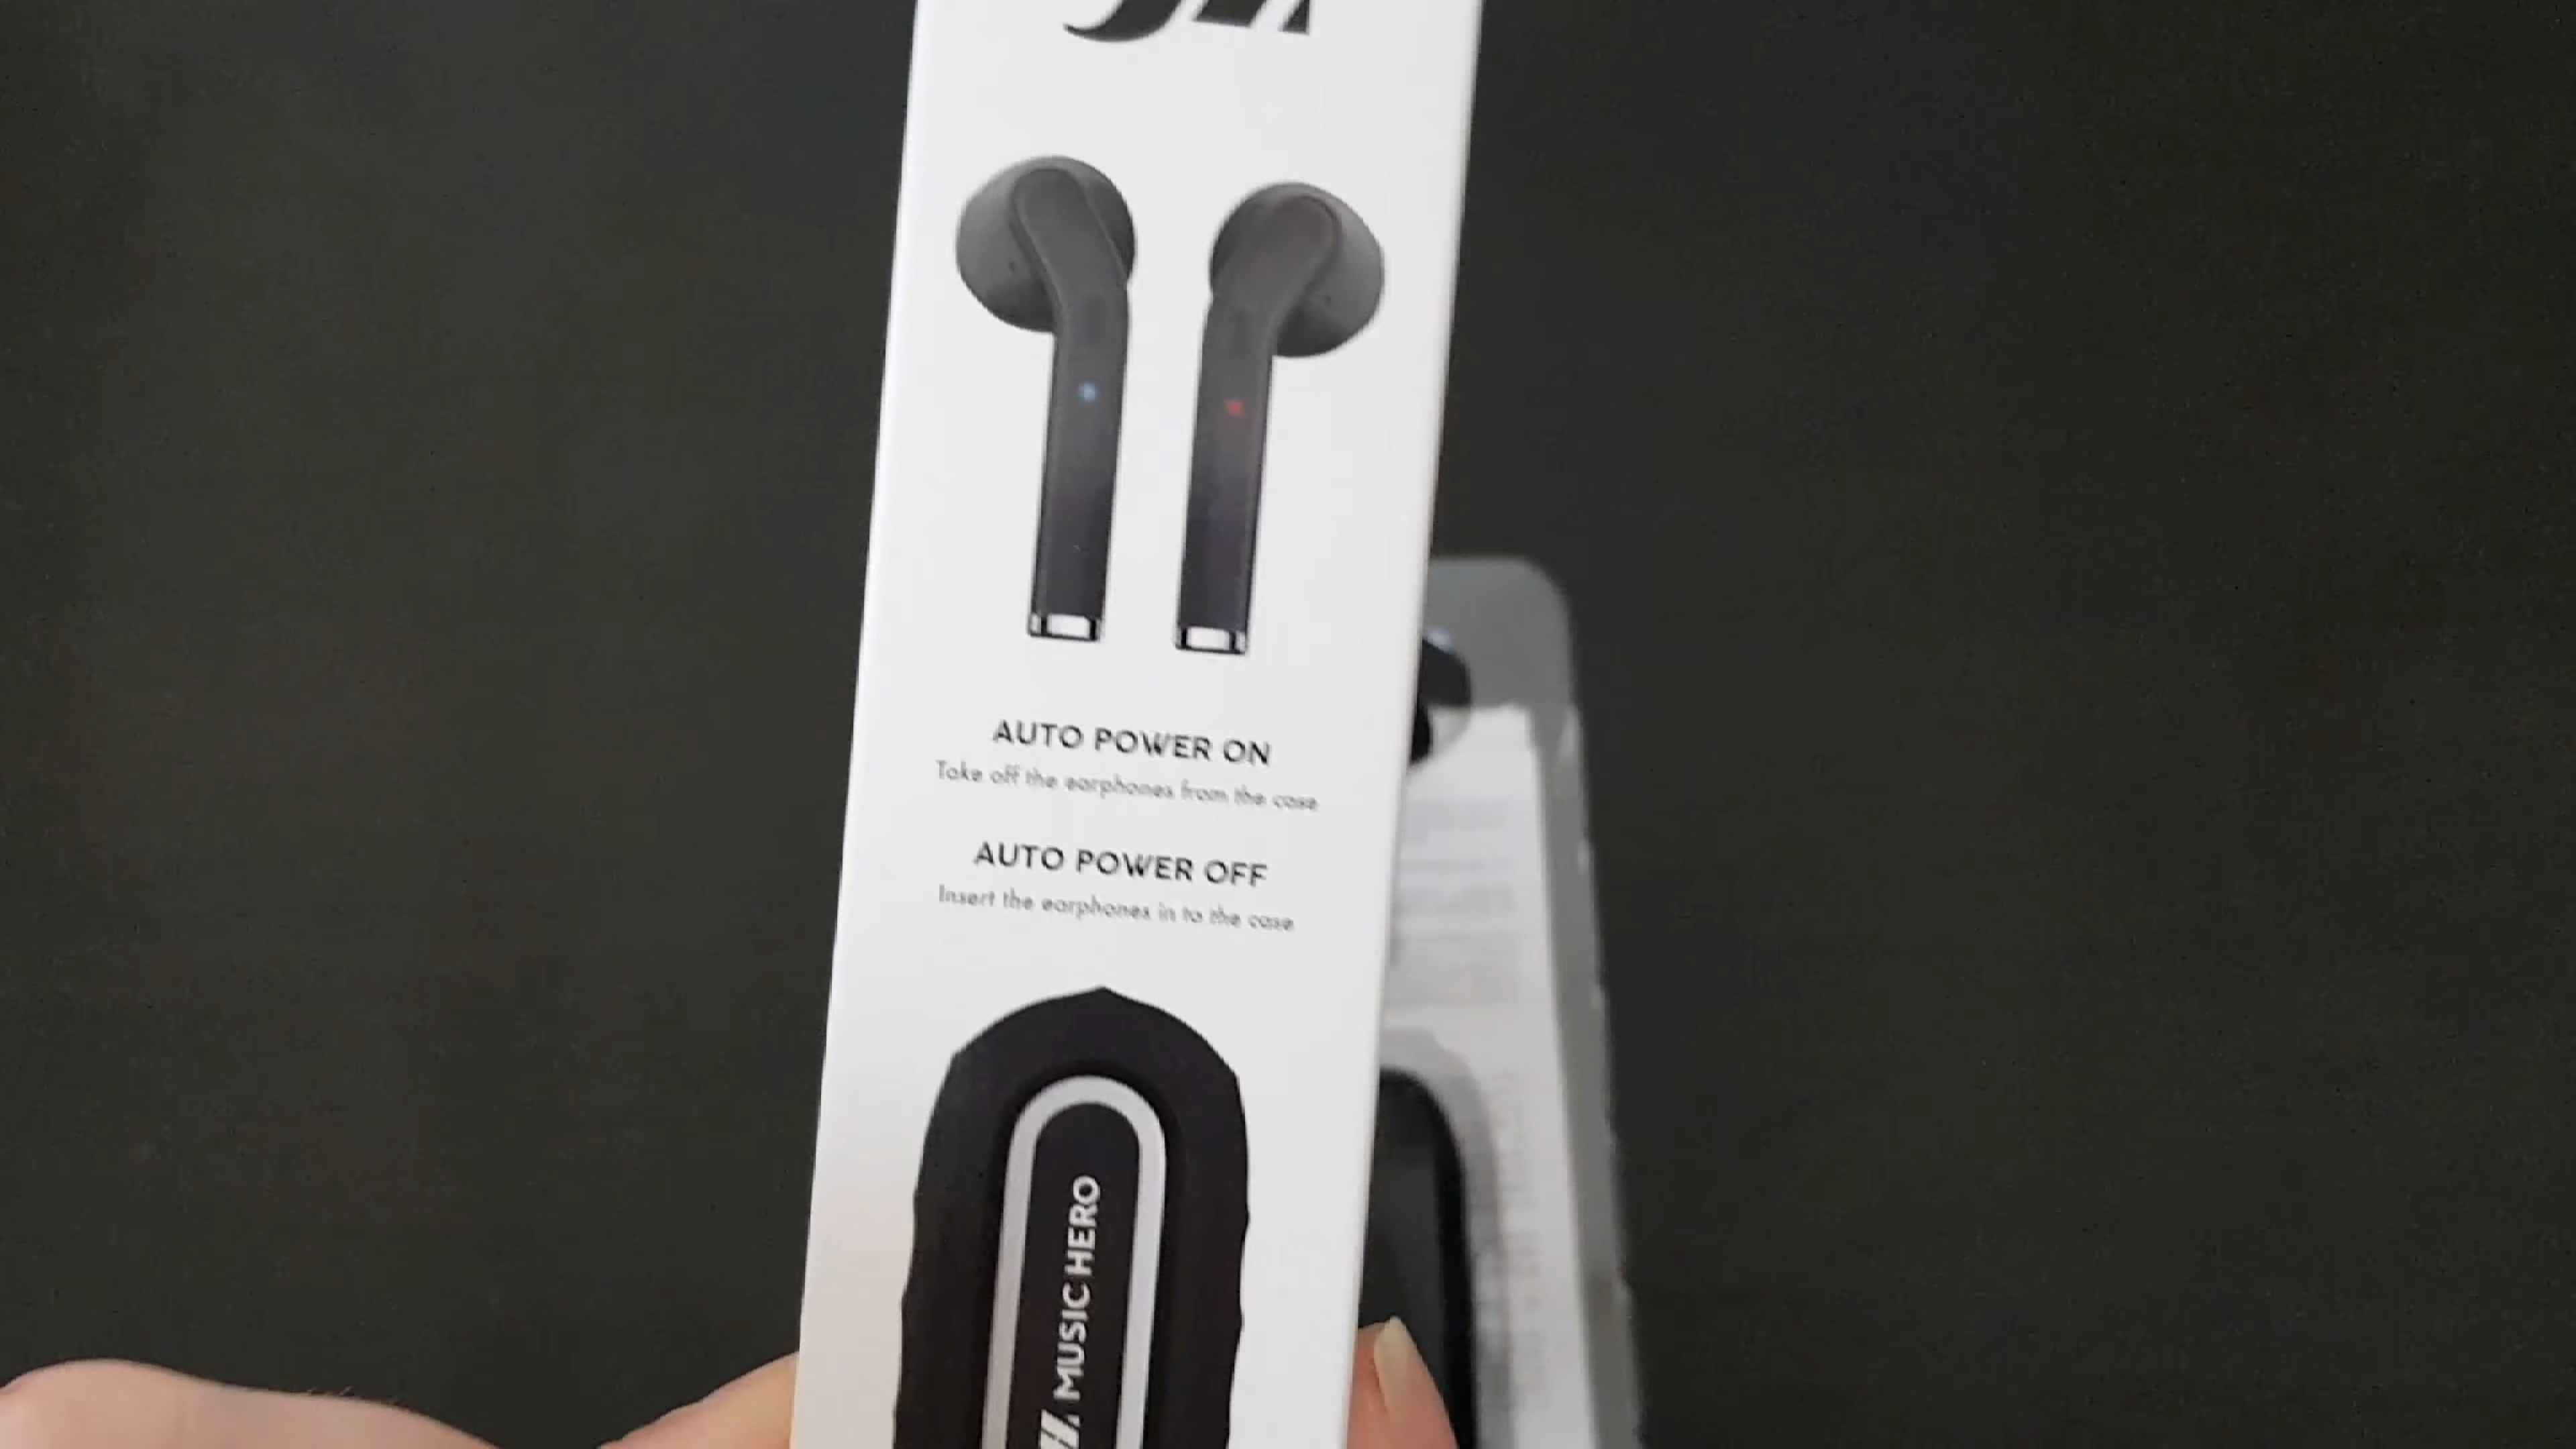 AUTO POWER ON
Take off the earphones from the case
AUTO POWER OFF
Insert the earphones in to the case
MUSIC HERO